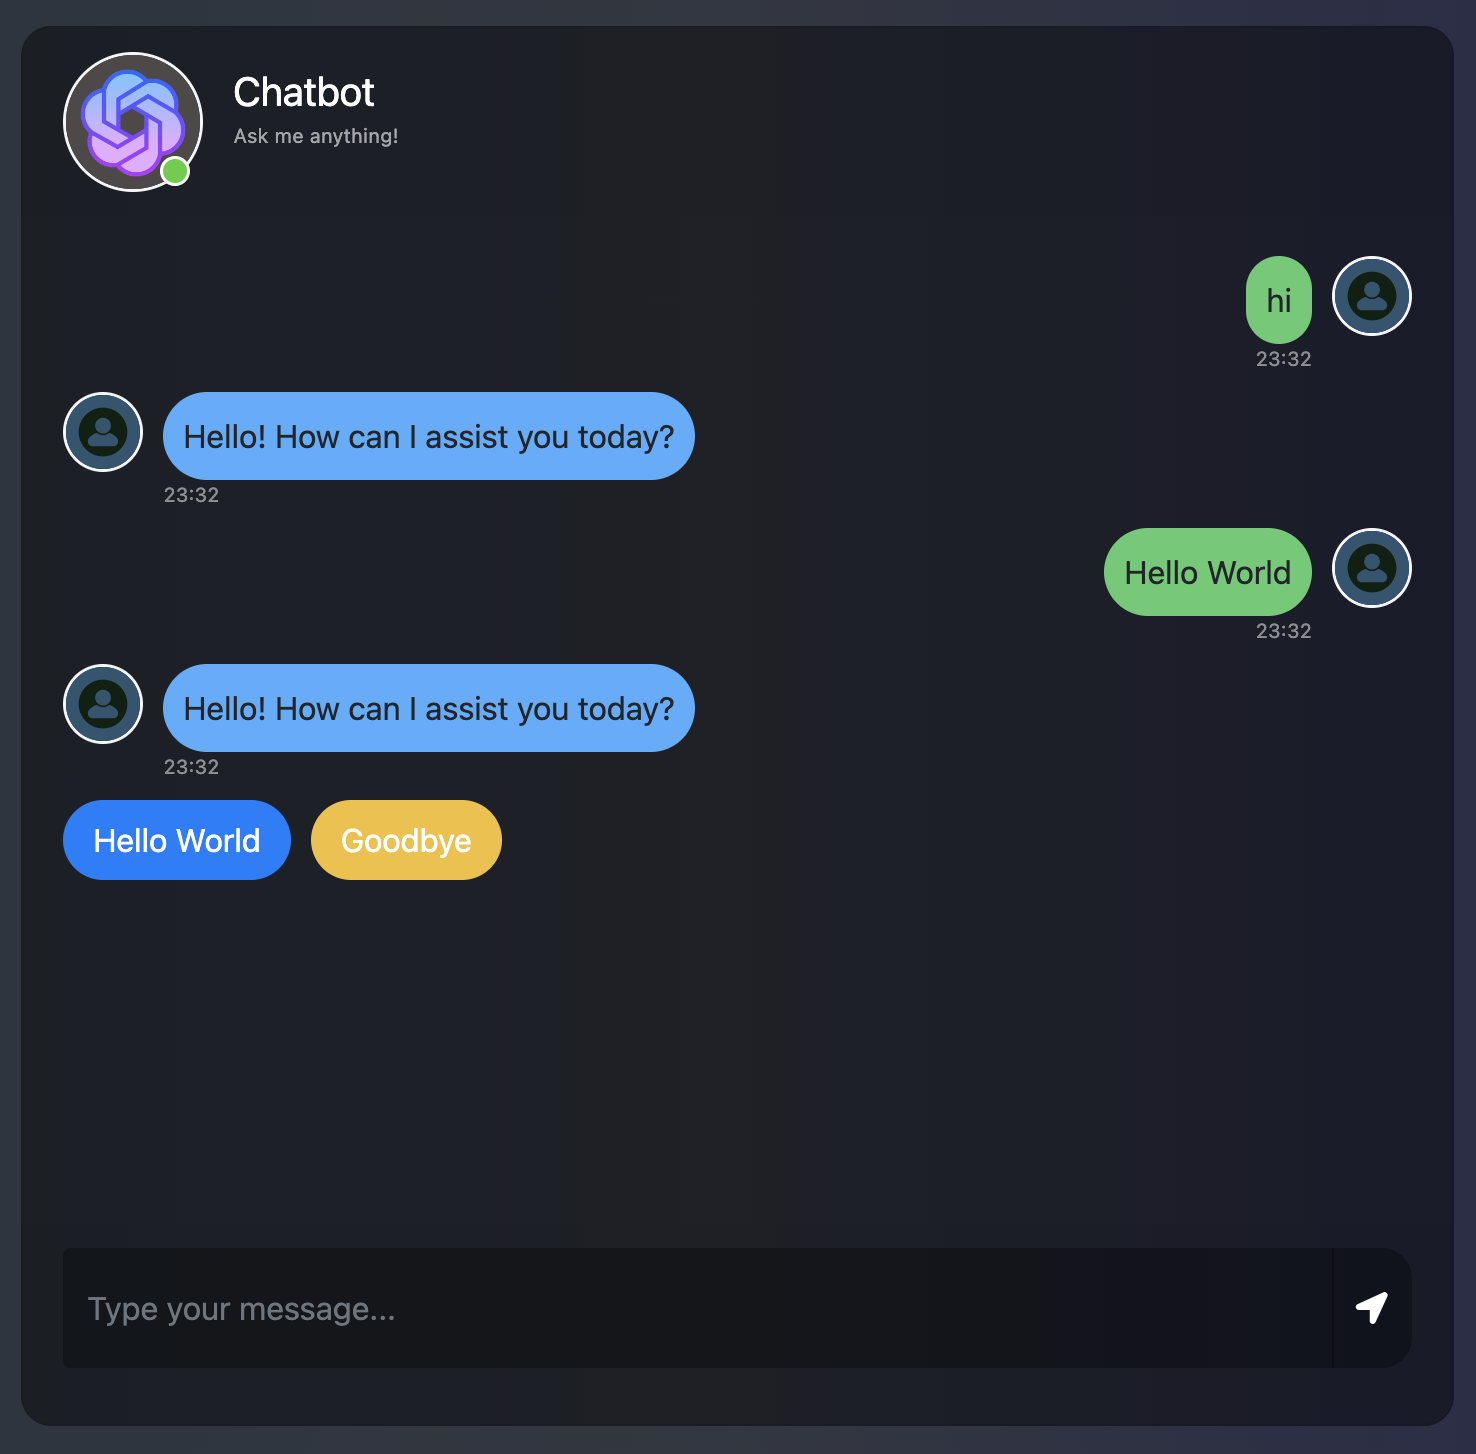 Chatbot
Ask me anything!
hi
23:32
Hello! How can I assist you today?
23:32
Hello World
23:32
Hello! How can I assist you today?
23:32
Hello World Goodbye
Type your message...